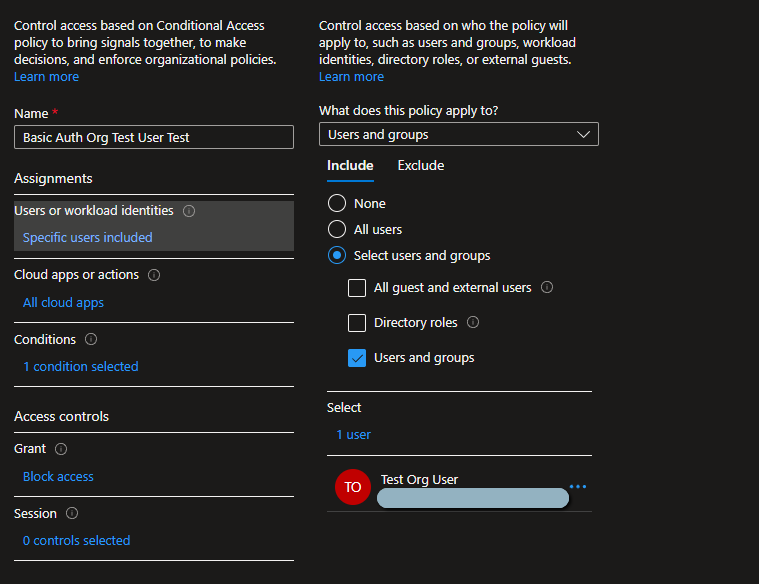 Control access based on Conditional Access
policy to bring signals together, to make
decisions, and enforce organizational policies.
Learn more
Name *
Basic Auth Org Test User Test
Assignments
Users or workload identities
Specific users included
Cloud apps or actions
All cloud apps
Conditions
1 condition selected
Access controls
Grant
Block access
Session
0 controls selected
Control access based on who the policy will
apply to, such as users and groups, workload
identities, directory roles, or external guests.
Learn more
What does this policy apply to?
Users and groups
Include Exclude
None
All users
Select users and groups
All guest and external users
Directory roles
Users and groups
Select
1 user
TO
Test Org User